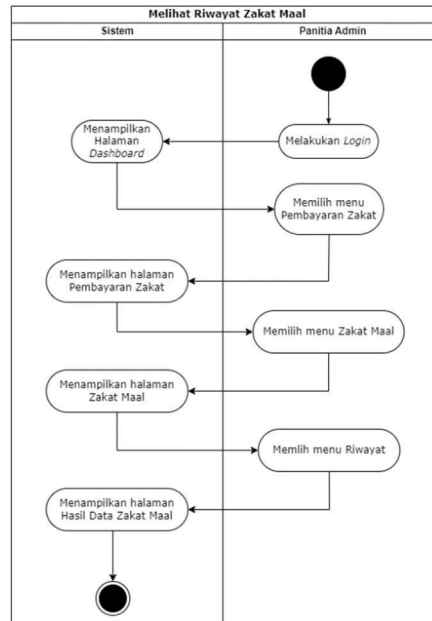 Melihat Riwayat Zakat Maal
Sistem
Panitia Admin
Melakukan Login
Menampilkan
Halaman
Dashboard
Memilih menu
Pembayaran Zakat
Menampilkan halaman
Pembayaran Zakat
Memilih menu Zakat Maal
Menampilkan halaman
Zakat Maal
Memlih menu Riwayat
Menampilkan halaman
Hasil Data Zakat Maal